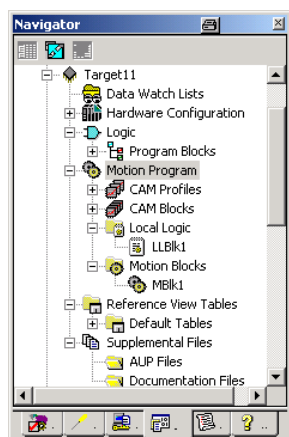 Navigator
Target11
Data Watch Lists
Hardware Configuration
Logic
Program Blocks
Motion Program
CAM Profiles
CAM Blocks
Local Logic
LLBlk1
Motion Blocks
MBlk1
Reference View Tables
Default Tables
Supplemental Files
AUP Files
Documentation Files